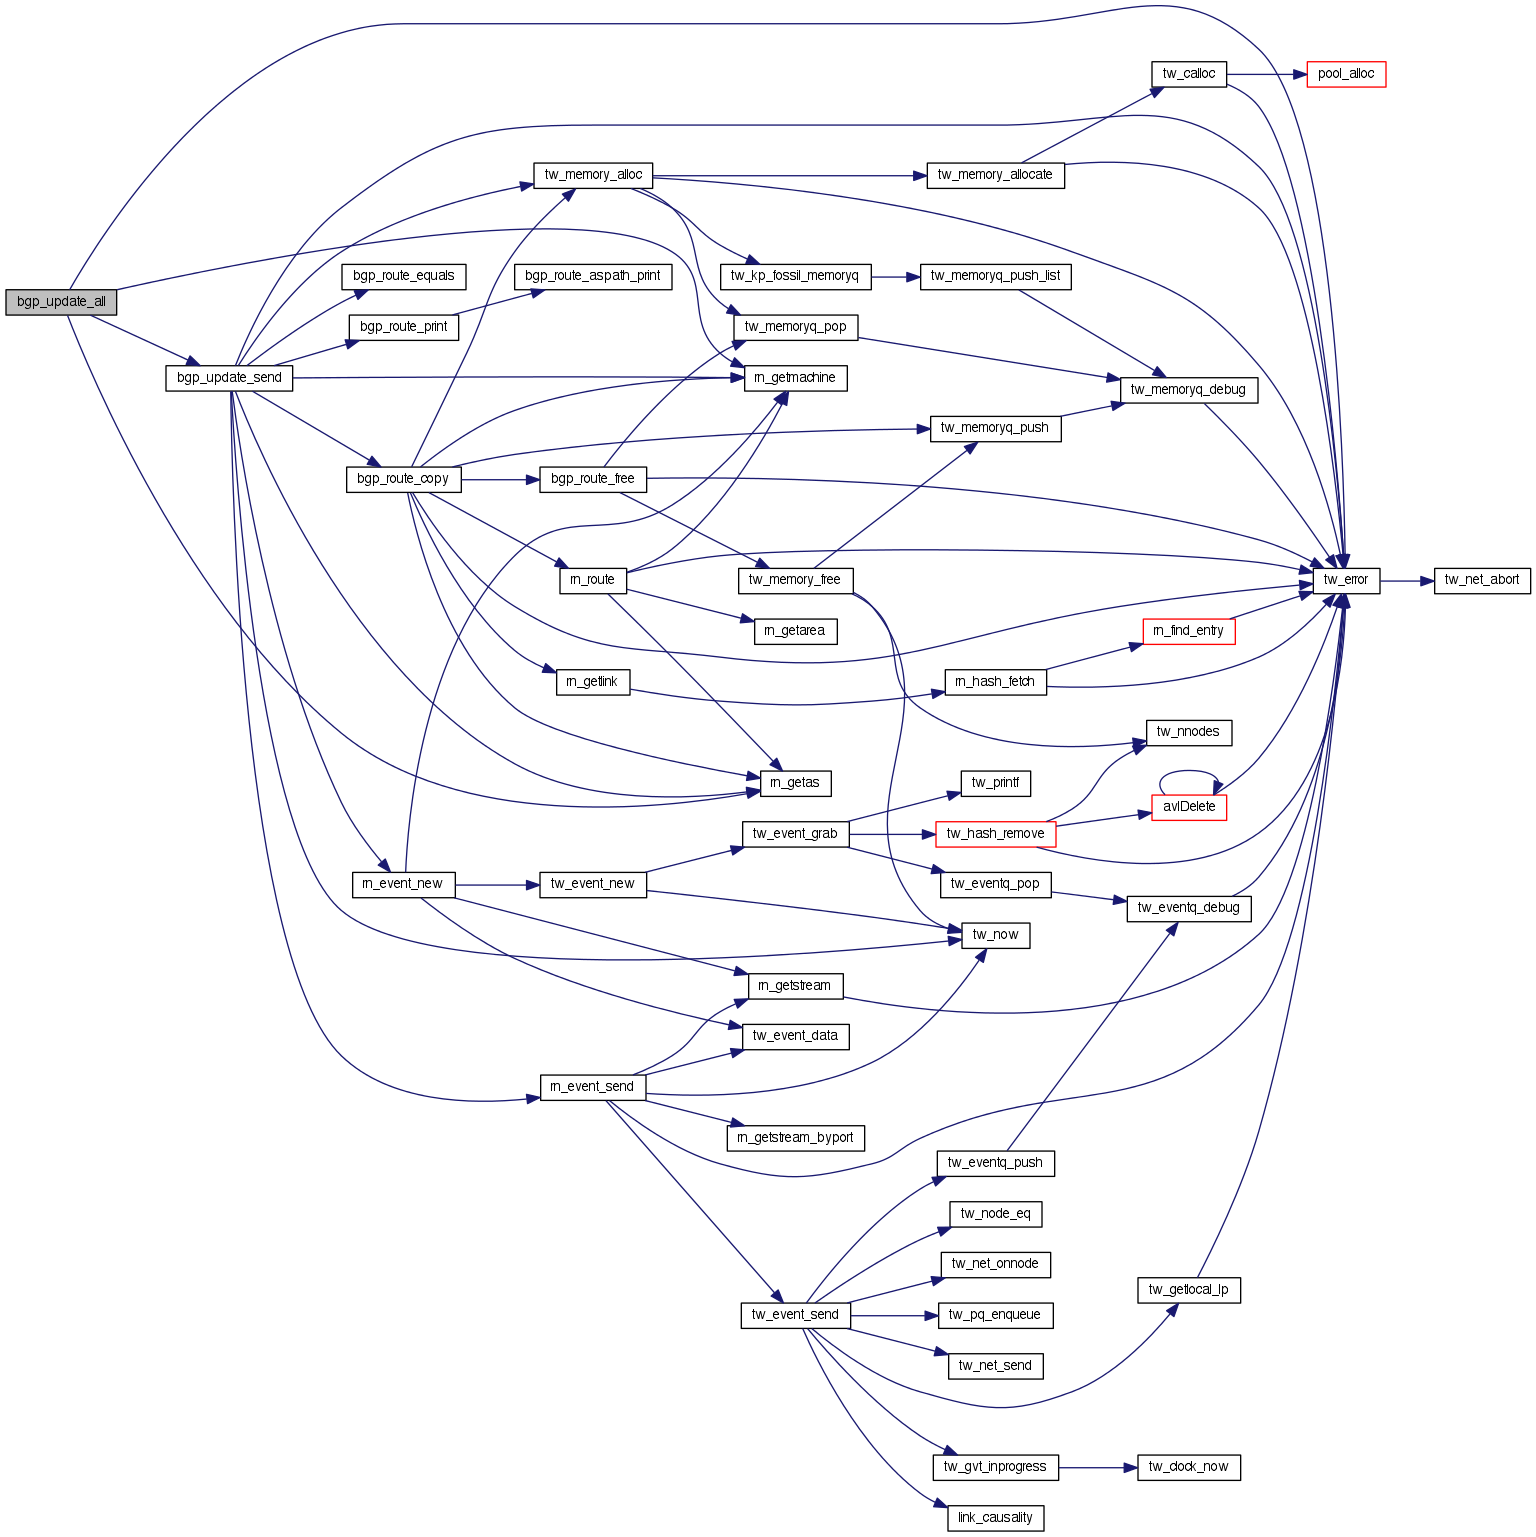 tw_calloc
pool_alloc
tw_memory_alloc
tw_memory_allocate
bgp_route_equals
bgp_route_aspath_print
tw_kp_fossil_memoryq
tw_memoryq_push_list
bgp_update_all
bgp_route_print
tw_memoryq_pop
bgp_update_send
rn_getmachine
tw_memoryq_debug
tw_memoryq_push
bgp_route_copy
bgp_route_free
rn_route
tw_memory_free
tw_error
tw_net_abort
rn_getarea
rn_find_entry
rn_getlink
rn_hash_fetch
tw_nnodes
rn_getas
tw_printf
avlDelete
tw_event_grab
tw_hash_remove
rn_event_new
tw_event_new
tw_eventq_pop
tw_eventq_debug
tw_now
rn_getstream
tw_event_data
rn_event_send
rn_getstream_byport
tw_eventq_push
tw_node_eq
tw_net_onnode
tw_getlocal_lp
tw_event_send
tw_pq_enqueue
tw_net_send
tw_gvt_inprogress
tw_clock_now
link_causality